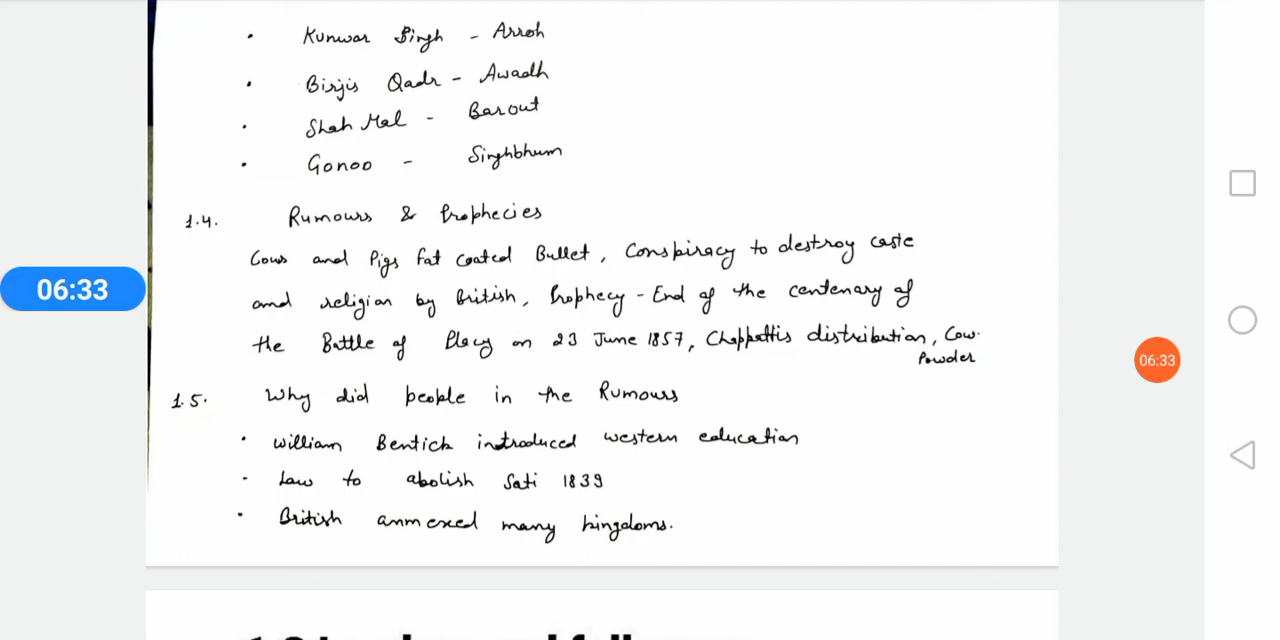 • Kunwar Singh - Arroh
• Birjis Qadr - Awadh
• Shah Mal - Barout
• Gonoo - Singhbhum
1.4. Rumours & Prophecies
Cows and Pigs fat coated Bullet, Conspiracy to destroy caste
and religion by British, Prophecy - End of the centenary of
the Battle of Placy on 23 June 1857, Chappattis distribution, Cow
Powder
1.5. Why did people in the Rumours
• William Bentick introduced western education
- Law to abolish Sati 1839
• British annexed many kingdoms.
06:33
06:33